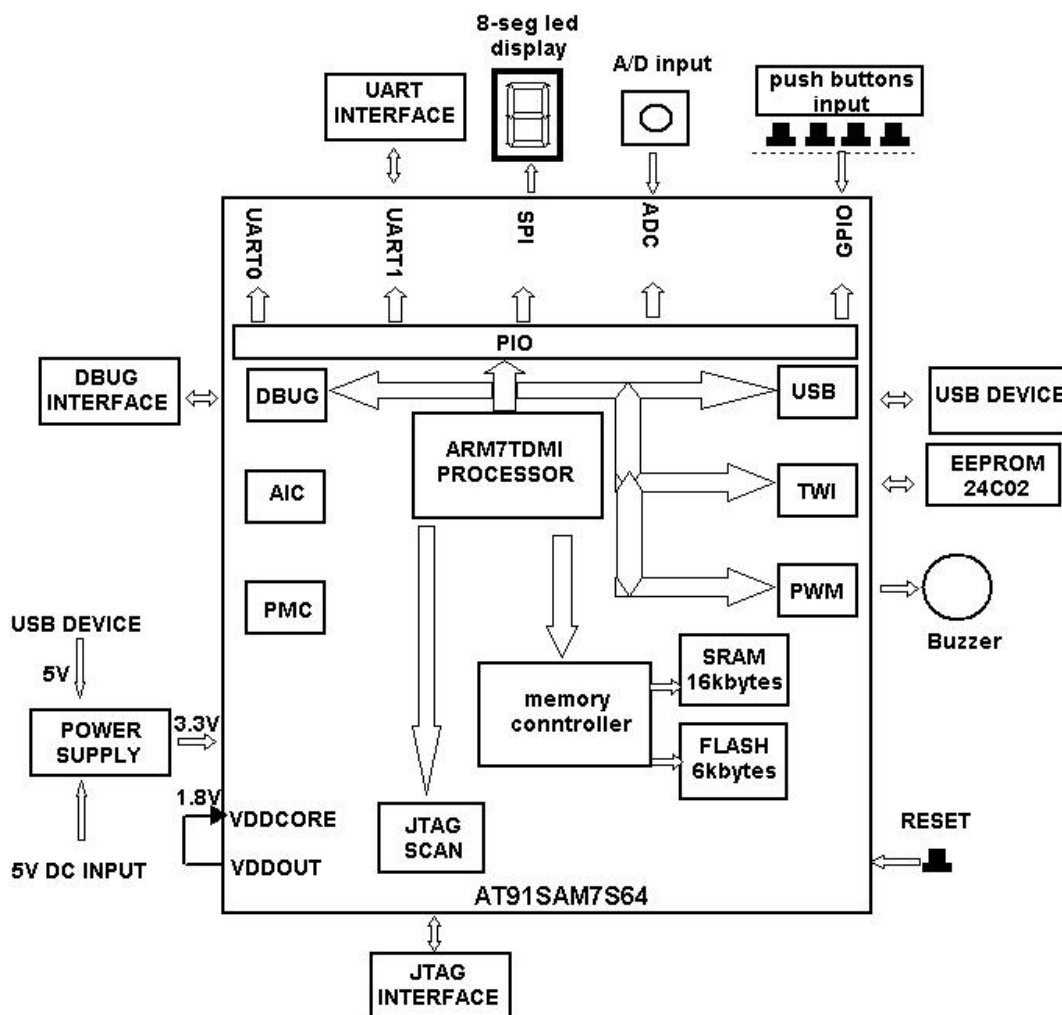 8-seg led
display
UART
INTERFACE
A/D input
push buttons
input
UART0
UART1
SPI
ADC
GPIO
PIO
DBUG
INTERFACE
DBUG
USB
USB DEVICE
ARM7TDMI
PROCESSOR
AIC
TWI
EEPROM
24C02
PMC
PWM
Buzzer
USB DEVICE
5V
POWER
SUPPLY
3.3V
5V DC INPUT
1.8V
VDDCORE
VDDOUT
memory
conntroller
SRAM
16kbytes
FLASH
6kbytes
JTAG
SCAN
RESET
AT91SAM7S64
JTAG
INTERFACE